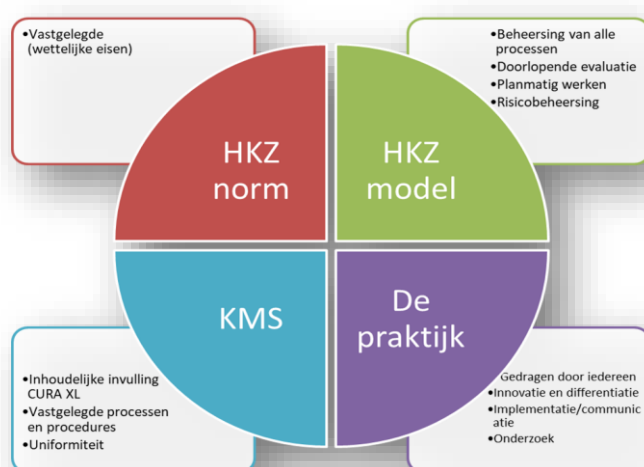 •Vastgelegde
(wettelijke eisen)
•Beheersing van alle
processen
•Doorlopende evaluatie
•Planmatig werken
•Risicobeheersing
HKZ
norm
HKZ
model
KMS
De
praktijk
•Inhoudelijke invulling
CURA XL
•Vastgelegde processen
en procedures
•Uniformiteit
Gedragen door iedereen
•Innovatie en differentiatie
•Implementatie/communic
atie
•Onderzoek